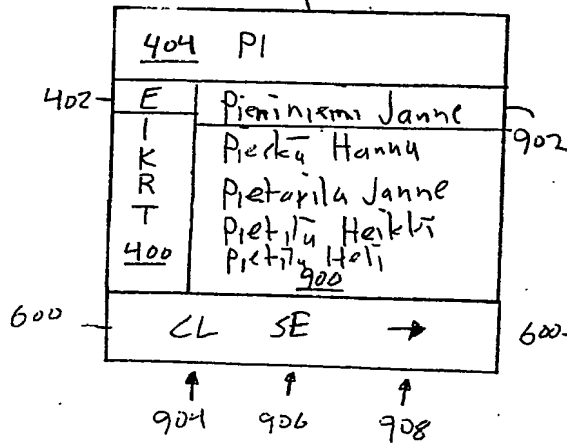 404 PI
402 E Pieniniemi Janne 902
I Pieskä Hannu
K Pietarila Janne
R Pietilä Heikki
T Pietilä Heli
400 900
600 CL SE → 600
904 906 908